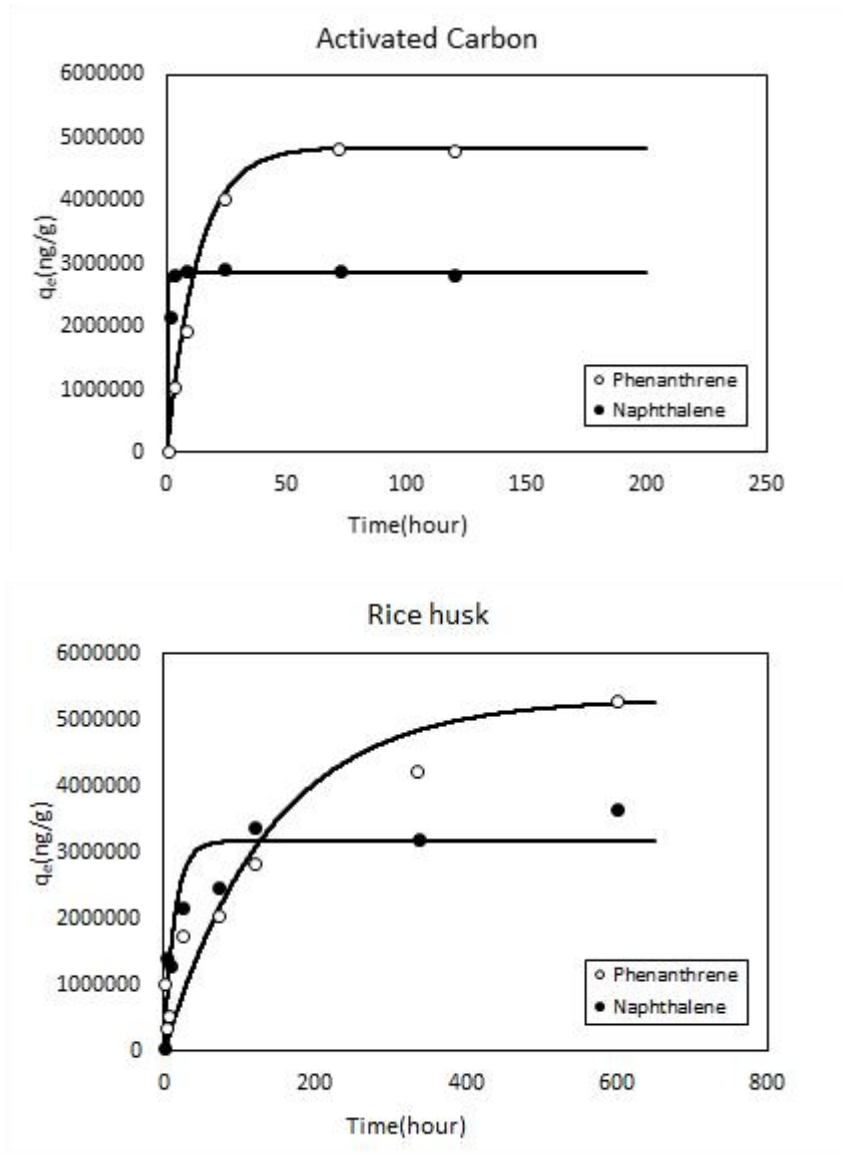 Activated Carbon
6000000
5000000
4000000
3000000
2000000
1000000
0
qₑ(ng/g)
Phenanthrene
Naphthalene
0 50 100 150 200 250
Time(hour)
Rice husk
6000000
5000000
4000000
3000000
2000000
1000000
0
qₑ(ng/g)
Phenanthrene
Naphthalene
0 200 400 600 800
Time(hour)